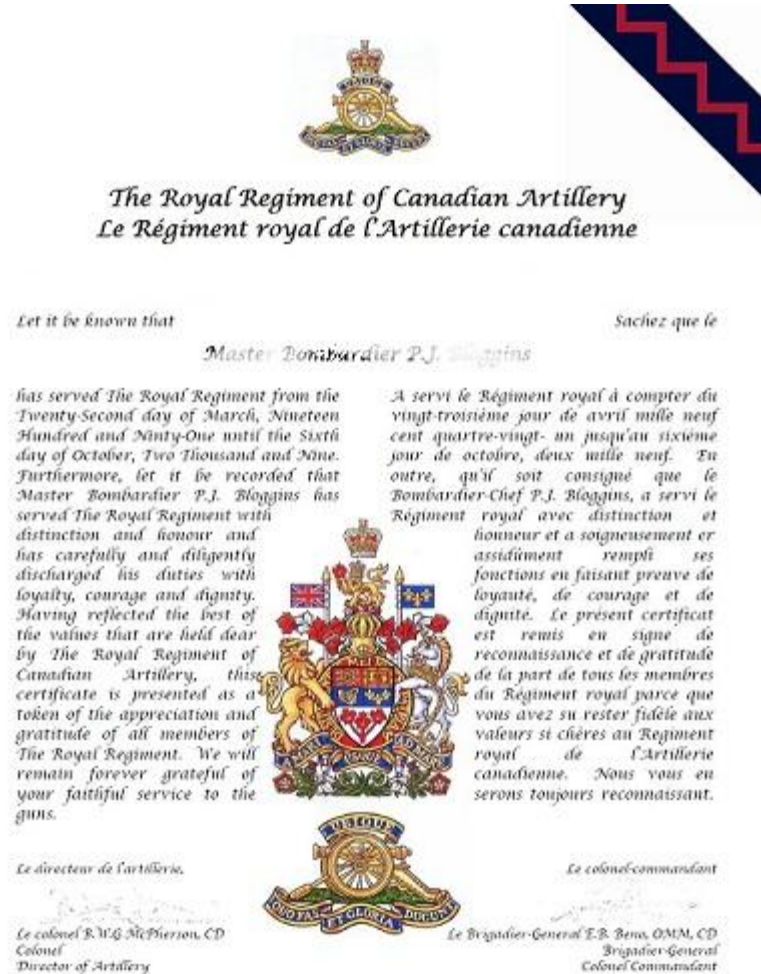 UBIQUE
QUO FAS ET GLORIA DUCUNT
The Royal Regiment of Canadian Artillery
Le Régiment royal de l'Artillerie canadienne
Let it be known that
Sachez que le
Master Bombardier P.J. Bloggins
has served The Royal Regiment from the
Twenty-Second day of March, Nineteen
Hundred and Ninty-One until the Sixth
day of October, Two Thousand and Nine.
Furthermore, let it be recorded that
Master Bombardier P.J. Bloggins has
served The Royal Regiment with
distinction and honour and
has carefully and diligently
discharged his duties with
loyalty, courage and dignity.
Having reflected the best of
the values that are held dear
by The Royal Regiment of
Canadian Artillery, this
certificate is presented as a
token of the appreciation and
gratitude of all members of
The Royal Regiment. We will
remain forever grateful of
your faithful service to the
guns.
A servi le Régiment royal à compter du
vingt-troisième jour de avril mille neuf
cent quartre-vingt- un jusqu'au sixième
jour de octobre, deux mille neuf. En
outre, qu'il soit consigné que le
Bombardier-Chef P.J. Bloggins, a servi le
Régiment royal avec distinction et
honneur et a soigneusement er
assidûment rempli ses
fonctions en faisant preuve de
loyauté, de courage et de
dignité. Le présent certificat
est remis en signe de
reconnaissance et de gratitude
de la part de tous les membres
du Régiment royal parce que
vous avez su rester fidèle aux
valeurs si chères au Regiment
royal de l'Artillerie
canadienne. Nous vous en
serons toujours reconnaissant.
UBIQUE
QUO FAS ET GLORIA DUCUNT
Le directeur de l'artillerie,
Le colonel-commandant
Le colonel B.W.G McPherson, CD
Colonel
Director of Artillery
Le Brigadier-General E.B. Beno, OMM, CD
Brigadier-General
Colonel Commandant